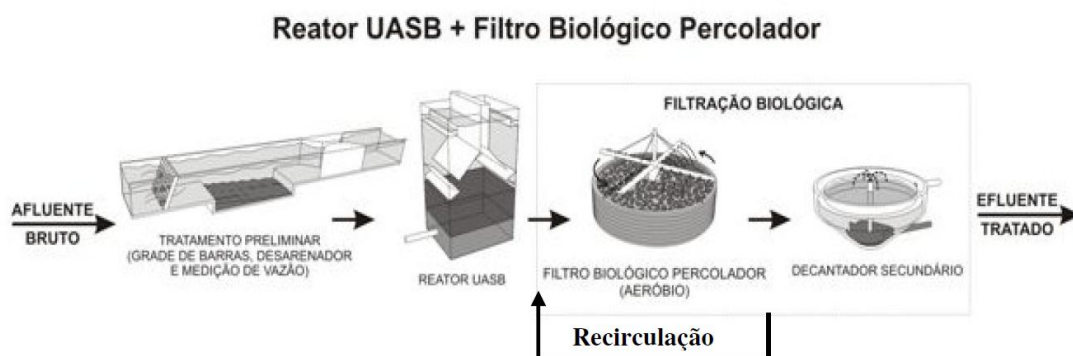 Reator UASB + Filtro Biológico Percolador
FILTRAÇÃO BIOLÓGICA
AFLUENTE
BRUTO
TRATAMENTO PRELIMINAR
(GRADE DE BARRAS, DESARENADOR
E MEDIÇÃO DE VAZÃO)
REATOR UASB
FILTRO BIOLÓGICO PERCOLADOR
(AERÓBIO)
DECANTADOR SECUNDÁRIO
EFLUENTE
TRATADO
Recirculação